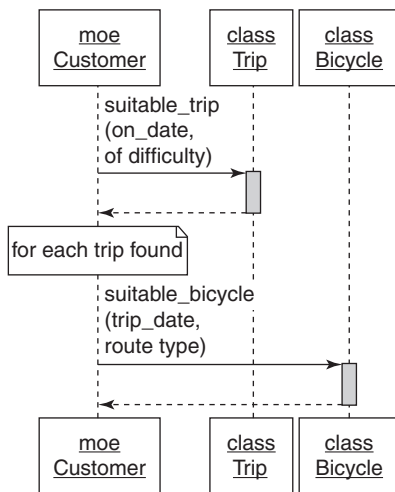 moe
Customer
class
Trip
class
Bicycle
suitable_trip
(on_date,
of difficulty)
for each trip found
suitable_bicycle
(trip_date,
route type)
moe
Customer
class
Trip
class
Bicycle